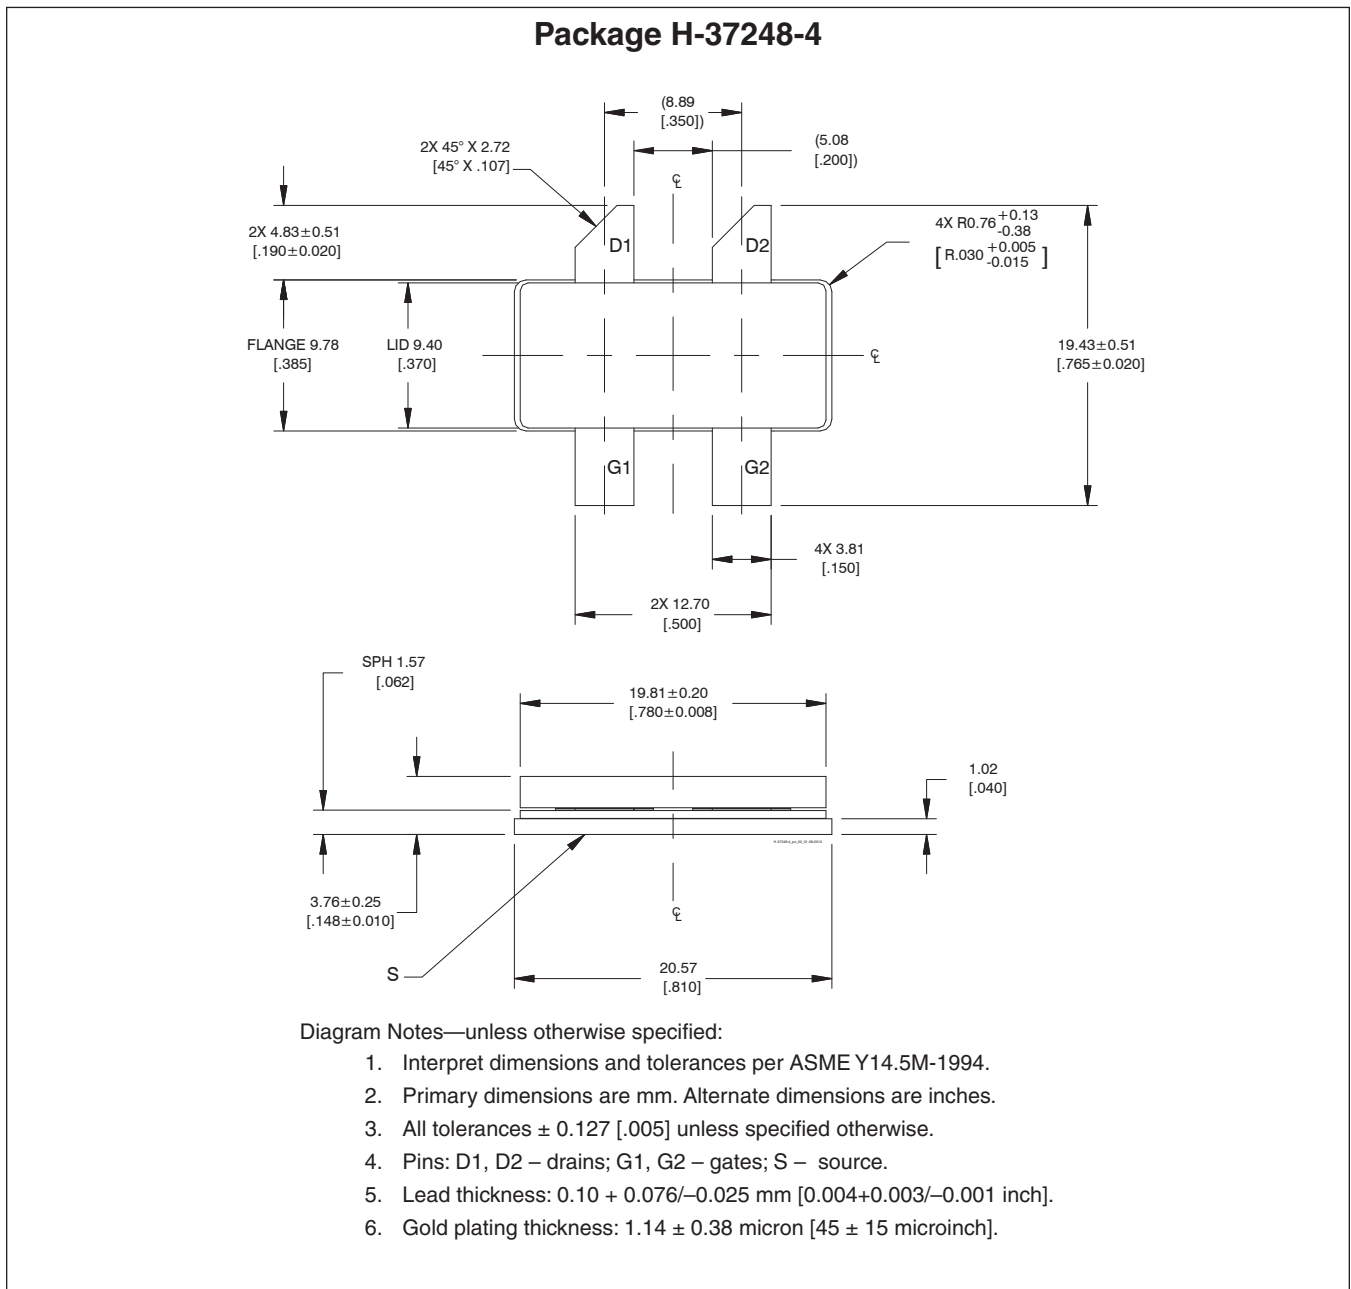 Package H-37248-4
(8.89
[.350])
2X 45° X 2.72
[45° X .107]
(5.08
[.200])
C
L
2X 4.83±0.51
[.190±0.020]
D1
D2
4X R0.76 +0.13
-0.38
[ R.030 +0.005
-0.015 ]
FLANGE 9.78
[.385]
LID 9.40
[.370]
C
L
19.43±0.51
[.765±0.020]
G1
G2
4X 3.81
[.150]
2X 12.70
[.500]
SPH 1.57
[.062]
19.81±0.20
[.780±0.008]
1.02
[.040]
3.76±0.25
[.148±0.010]
C
L
S
20.57
[.810]
Diagram Notes—unless otherwise specified:
1. Interpret dimensions and tolerances per ASME Y14.5M-1994.
2. Primary dimensions are mm. Alternate dimensions are inches.
3. All tolerances ± 0.127 [.005] unless specified otherwise.
4. Pins: D1, D2 – drains; G1, G2 – gates; S – source.
5. Lead thickness: 0.10 + 0.076/–0.025 mm [0.004+0.003/–0.001 inch].
6. Gold plating thickness: 1.14 ± 0.38 micron [45 ± 15 microinch].